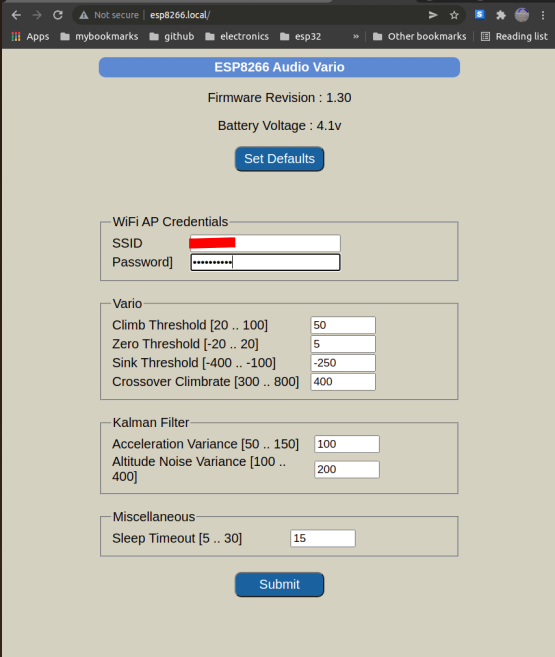 Not secure | esp8266.local/
Apps mybookmarks github electronics esp32 » Other bookmarks Reading list
ESP8266 Audio Vario
Firmware Revision : 1.30
Battery Voltage : 4.1v
Set Defaults
WiFi AP Credentials
SSID
Password] ••••••••••
Vario
Climb Threshold [20 .. 100] 50
Zero Threshold [-20 .. 20] 5
Sink Threshold [-400 .. -100] -250
Crossover Climbrate [300 .. 800] 400
Kalman Filter
Acceleration Variance [50 .. 150] 100
Altitude Noise Variance [100 ..
400] 200
Miscellaneous
Sleep Timeout [5 .. 30] 15
Submit